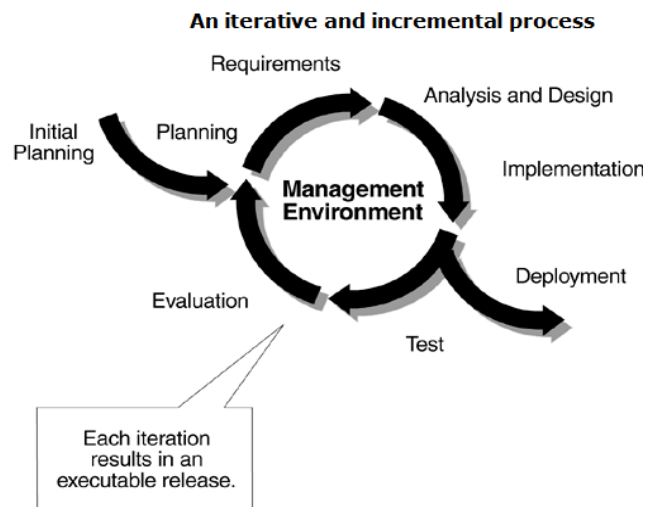 An iterative and incremental process
Requirements
Analysis and Design
Initial
Planning
Planning
Implementation
Management
Environment
Deployment
Evaluation
Test
Each iteration
results in an
executable release.